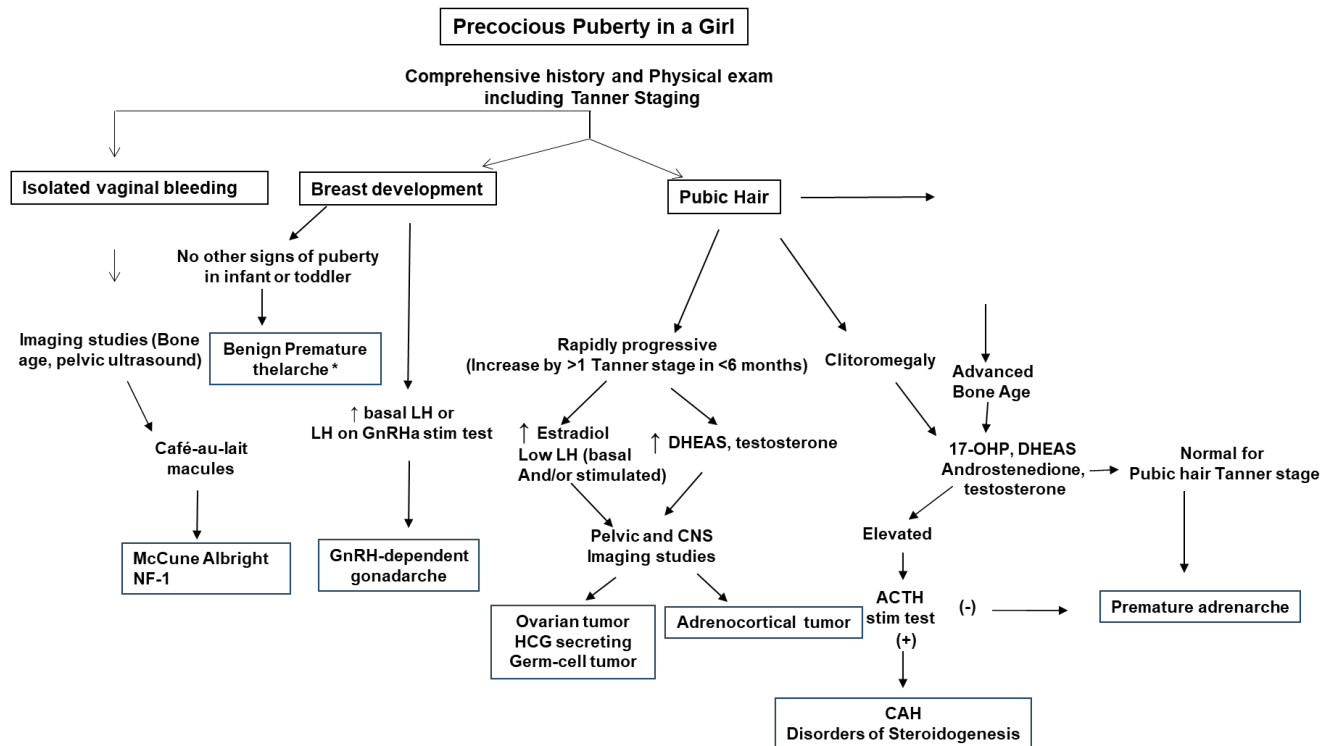 Precocious Puberty in a Girl
Comprehensive history and Physical exam
including Tanner Staging
Isolated vaginal bleeding
Breast development
Pubic Hair
No other signs of puberty
in infant or toddler
Imaging studies (Bone
age, pelvic ultrasound)
Benign Premature
thelarche *
Rapidly progressive
(Increase by >1 Tanner stage in <6 months)
Clitoromegaly
Advanced
Bone Age
↑ basal LH or
LH on GnRHa stim test
↑ Estradiol
Low LH (basal
And/or stimulated)
↑ DHEAS, testosterone
Café-au-lait
macules
17-OHP, DHEAS
Androstenedione,
testosterone
Normal for
Pubic hair Tanner stage
Pelvic and CNS
Imaging studies
Elevated
McCune Albright
NF-1
GnRH-dependent
gonadarche
Ovarian tumor
HCG secreting
Germ-cell tumor
Adrenocortical tumor
ACTH
stim test
(+)
(-)
Premature adrenarche
CAH
Disorders of Steroidogenesis